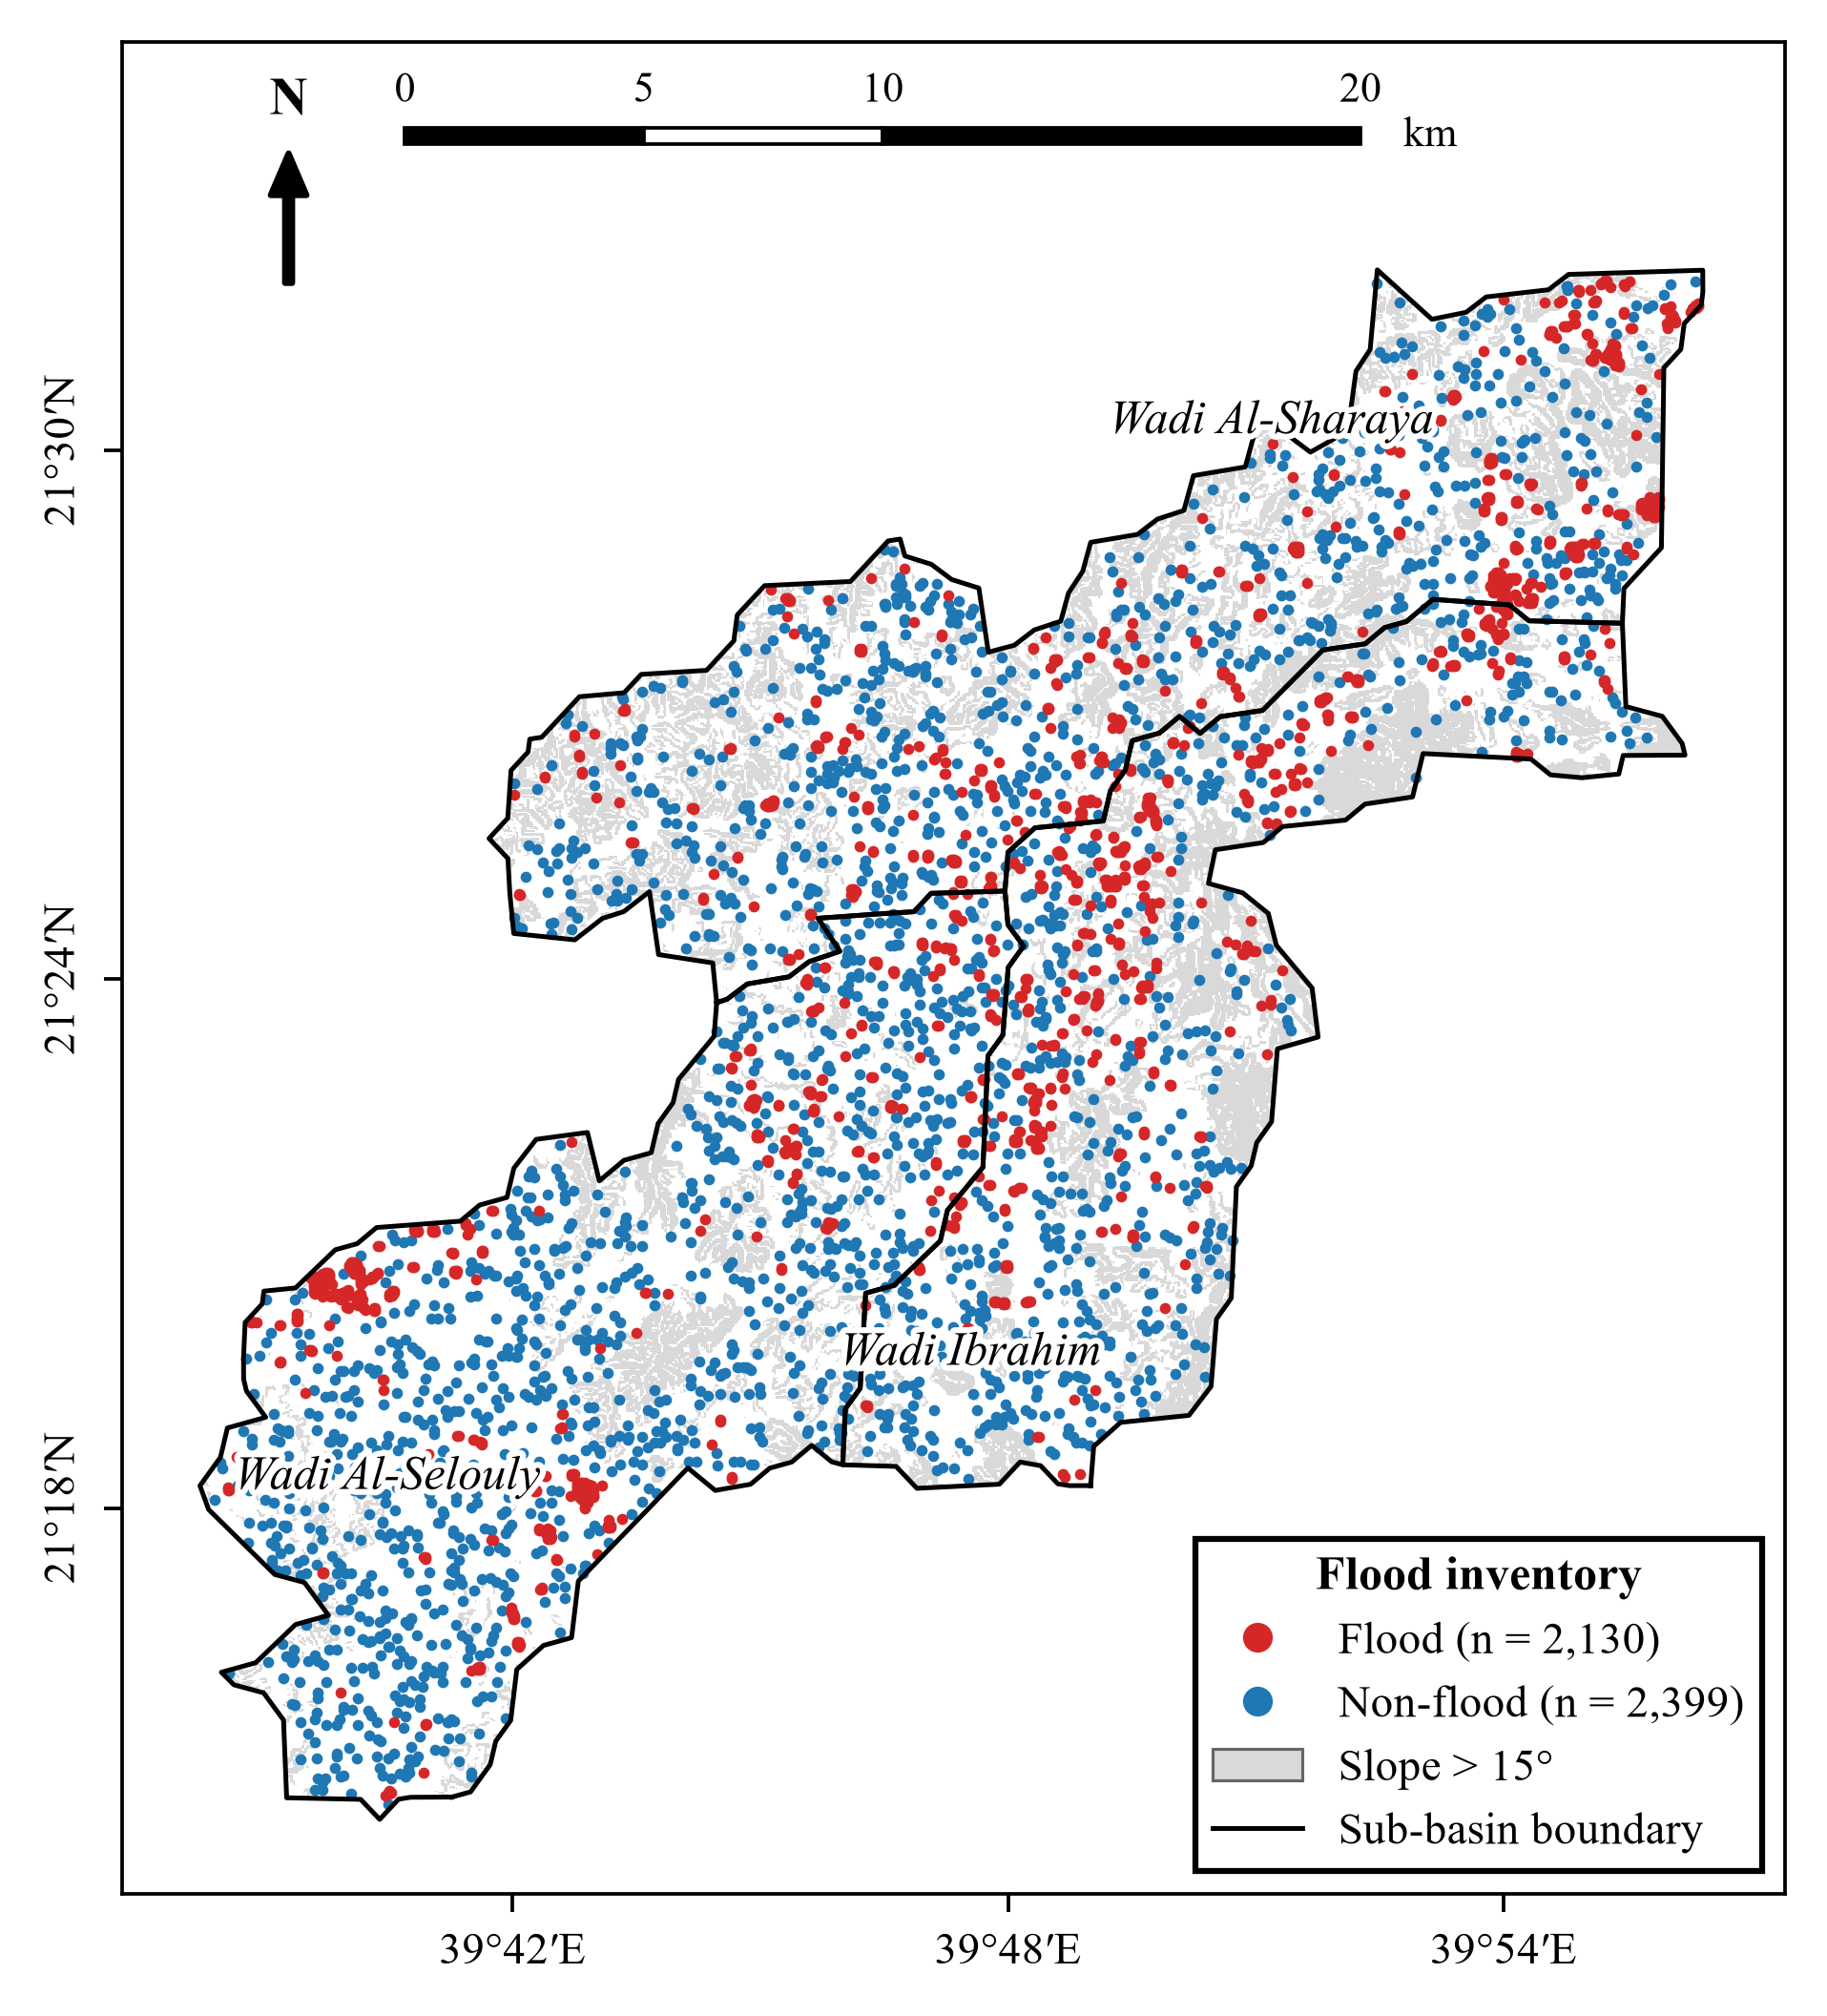 N
0 5 10 20
km
Wadi Al-Sharaya
21°30′N
21°24′N
Wadi Ibrahim
21°18′N
Wadi Al-Selouly
Flood inventory
Flood (n = 2,130)
Non-flood (n = 2,399)
Slope > 15°
Sub-basin boundary
39°42′E 39°48′E 39°54′E